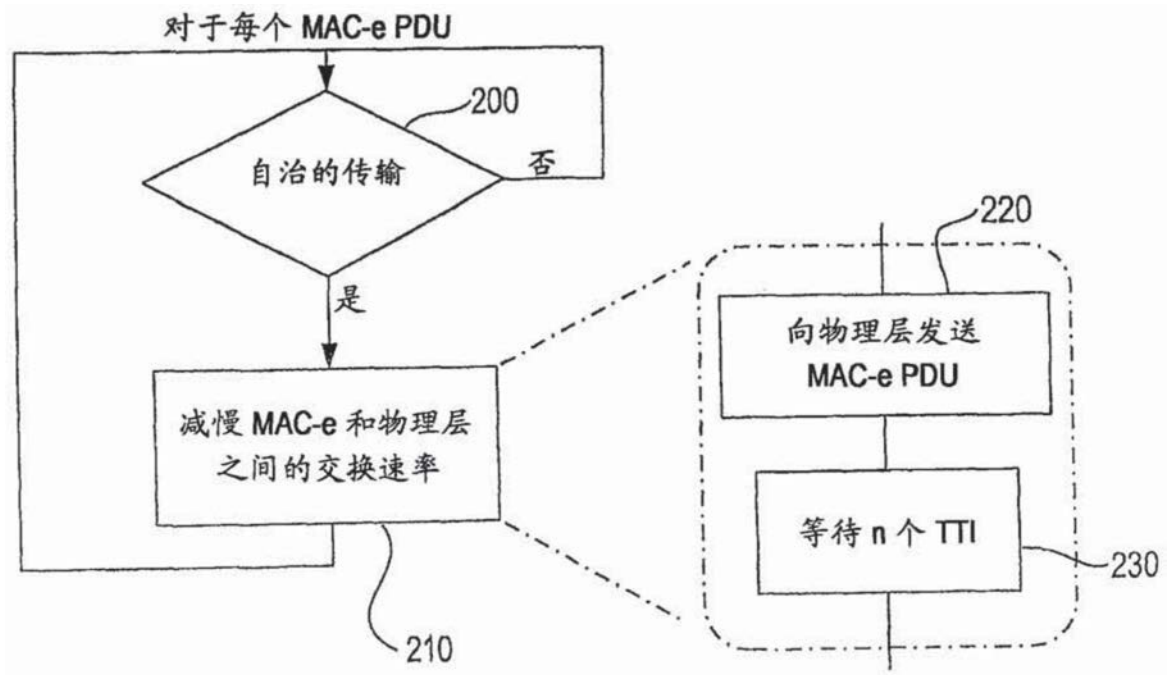 对于每个 MAC-e PDU
200
自治的传输
否
是
减慢 MAC-e 和物理层
之间的交换速率
210
220
向物理层发送
MAC-e PDU
等待 n 个 TTI
230